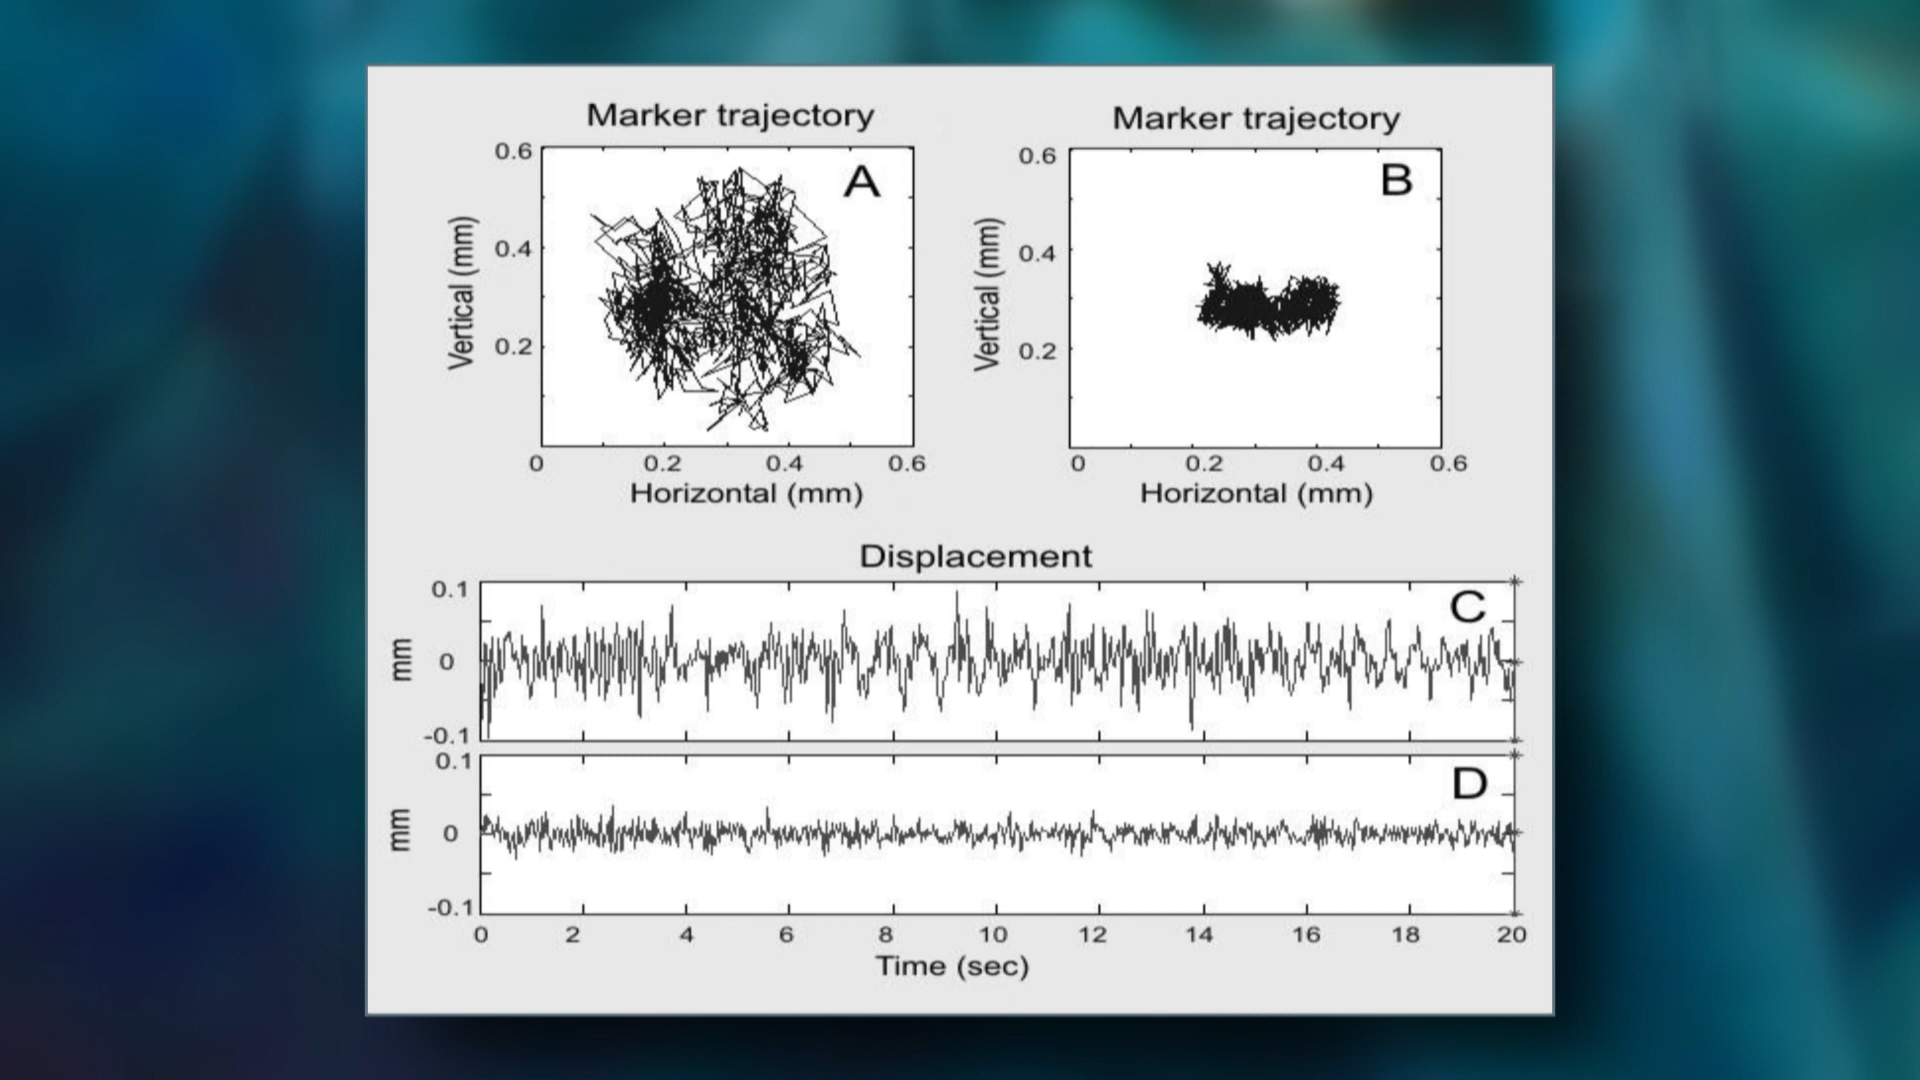 Marker trajectory
A
0.6
0.4
0.2
Vertical (mm)
0 0.2 0.4 0.6
Horizontal (mm)
Marker trajectory
B
0.6
0.4
0.2
Vertical (mm)
0 0.2 0.4 0.6
Horizontal (mm)
Displacement
C
0.1
0
-0.1
mm
D
0.1
0
-0.1
mm
0 2 4 6 8 10 12 14 16 18 20
Time (sec)